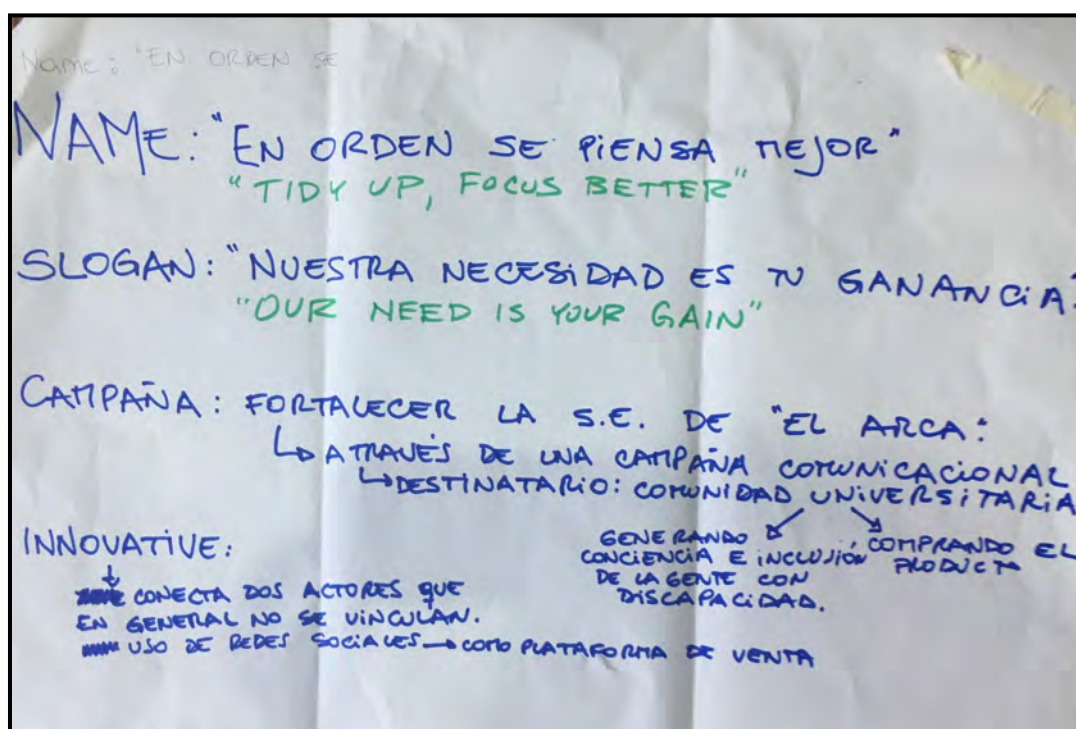 Name: "EN ORDEN SE
NAME: "EN ORDEN SE PIENSA MEJOR"
"TIDY UP, FOCUS BETTER"
SLOGAN: "NUESTRA NECESIDAD ES TU GANANCIA"
"OUR NEED IS YOUR GAIN"
CAMPAÑA: FORTALECER LA S.E. DE "EL ARCA:
↳ A TRAVÉS DE UNA CAMPAÑA COMUNICACIONAL
↳ DESTINATARIO: COMUNIDAD UNIVERSITARIA
GENERANDO
CONCIENCIA E INCLUSIÓN
DE LA GENTE CON
DISCAPACIDAD.
COMPRANDO EL
PRODUCTO
INNOVATIVE:
CONECTA DOS ACTORES QUE
EN GENERAL NO SE VINCULAN.
USO DE REDES SOCIALES → COMO PLATAFORMA DE VENTA